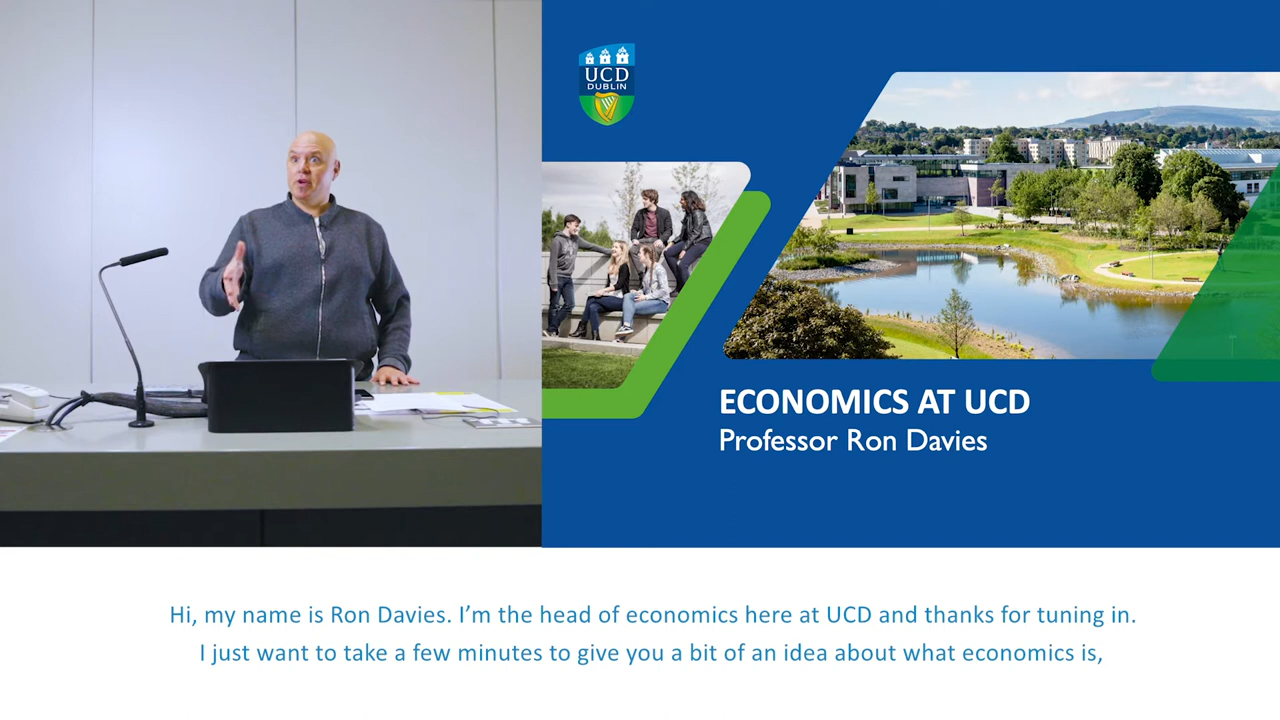 UCD
DUBLIN
ECONOMICS AT UCD
Professor Ron Davies
Hi, my name is Ron Davies. I’m the head of economics here at UCD and thanks for tuning in.
I just want to take a few minutes to give you a bit of an idea about what economics is,